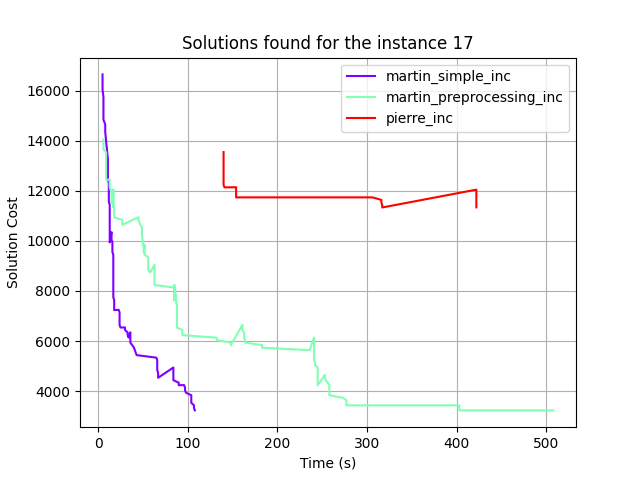 Solutions found for the instance 17
martin_simple_inc
martin_preprocessing_inc
pierre_inc
16000
14000
12000
10000
8000
6000
4000
Solution Cost
0
100
200
300
400
500
Time (s)